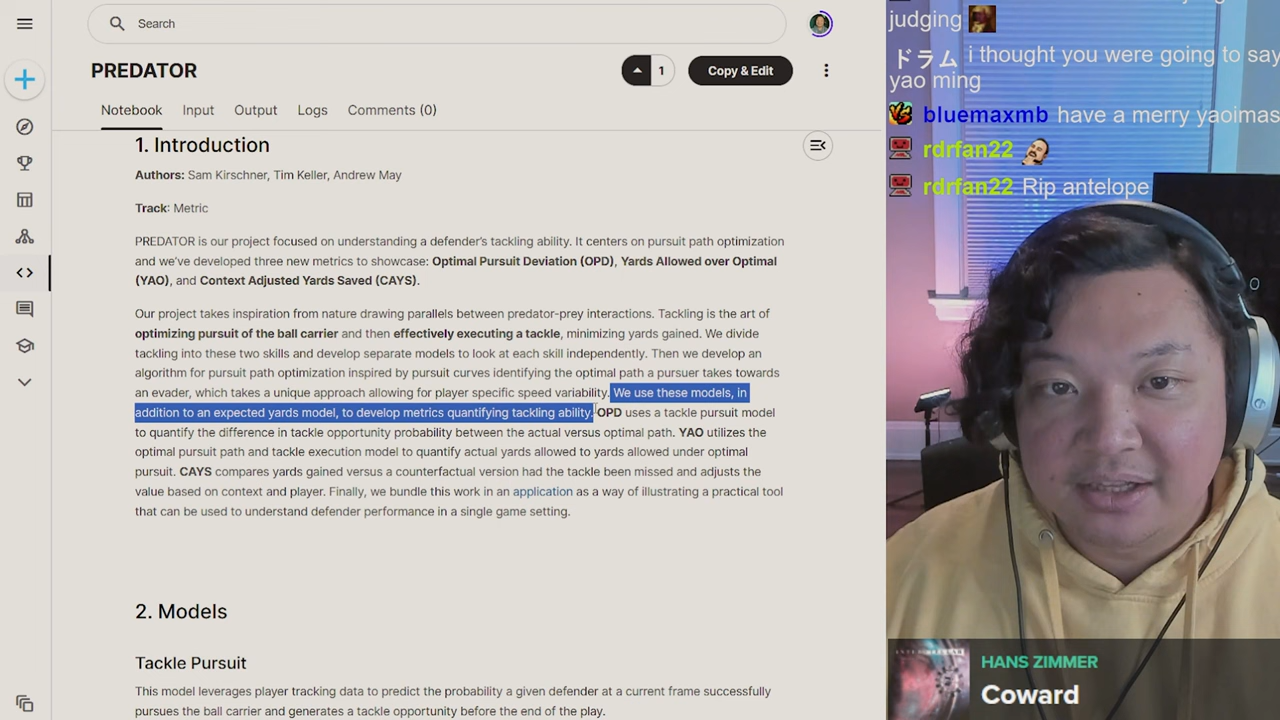 Search
PREDATOR
1
Copy & Edit
Notebook
Input
Output
Logs
Comments (0)
1. Introduction
Authors: Sam Kirschner, Tim Keller, Andrew May
Track: Metric
PREDATOR is our project focused on understanding a defender's tackling ability. It centers on pursuit path optimization
and we've developed three new metrics to showcase: Optimal Pursuit Deviation (OPD), Yards Allowed over Optimal
(YAO), and Context Adjusted Yards Saved (CAYS).
Our project takes inspiration from nature drawing parallels between predator-prey interactions. Tackling is the art of
optimizing pursuit of the ball carrier and then effectively executing a tackle, minimizing yards gained. We divide
tackling into these two skills and develop separate models to look at each skill independently. Then we develop an
algorithm for pursuit path optimization inspired by pursuit curves identifying the optimal path a pursuer takes towards
an evader, which takes a unique approach allowing for player specific speed variability. We use these models, in
addition to an expected yards model, to develop metrics quantifying tackling ability. OPD uses a tackle pursuit model
to quantify the difference in tackle opportunity probability between the actual versus optimal path. YAO utilizes the
optimal pursuit path and tackle execution model to quantify actual yards allowed to yards allowed under optimal
pursuit. CAYS compares yards gained versus a counterfactual version had the tackle been missed and adjusts the
value based on context and player. Finally, we bundle this work in an application as a way of illustrating a practical tool
that can be used to understand defender performance in a single game setting.
2. Models
Tackle Pursuit
This model leverages player tracking data to predict the probability a given defender at a current frame successfully
pursues the ball carrier and generates a tackle opportunity before the end of the play.
judging
ドラム i thought you were going to say
yao ming
bluemaxmb have a merry yaoimas
rdrfan22
rdrfan22 Rip antelope
HANS ZIMMER
Coward